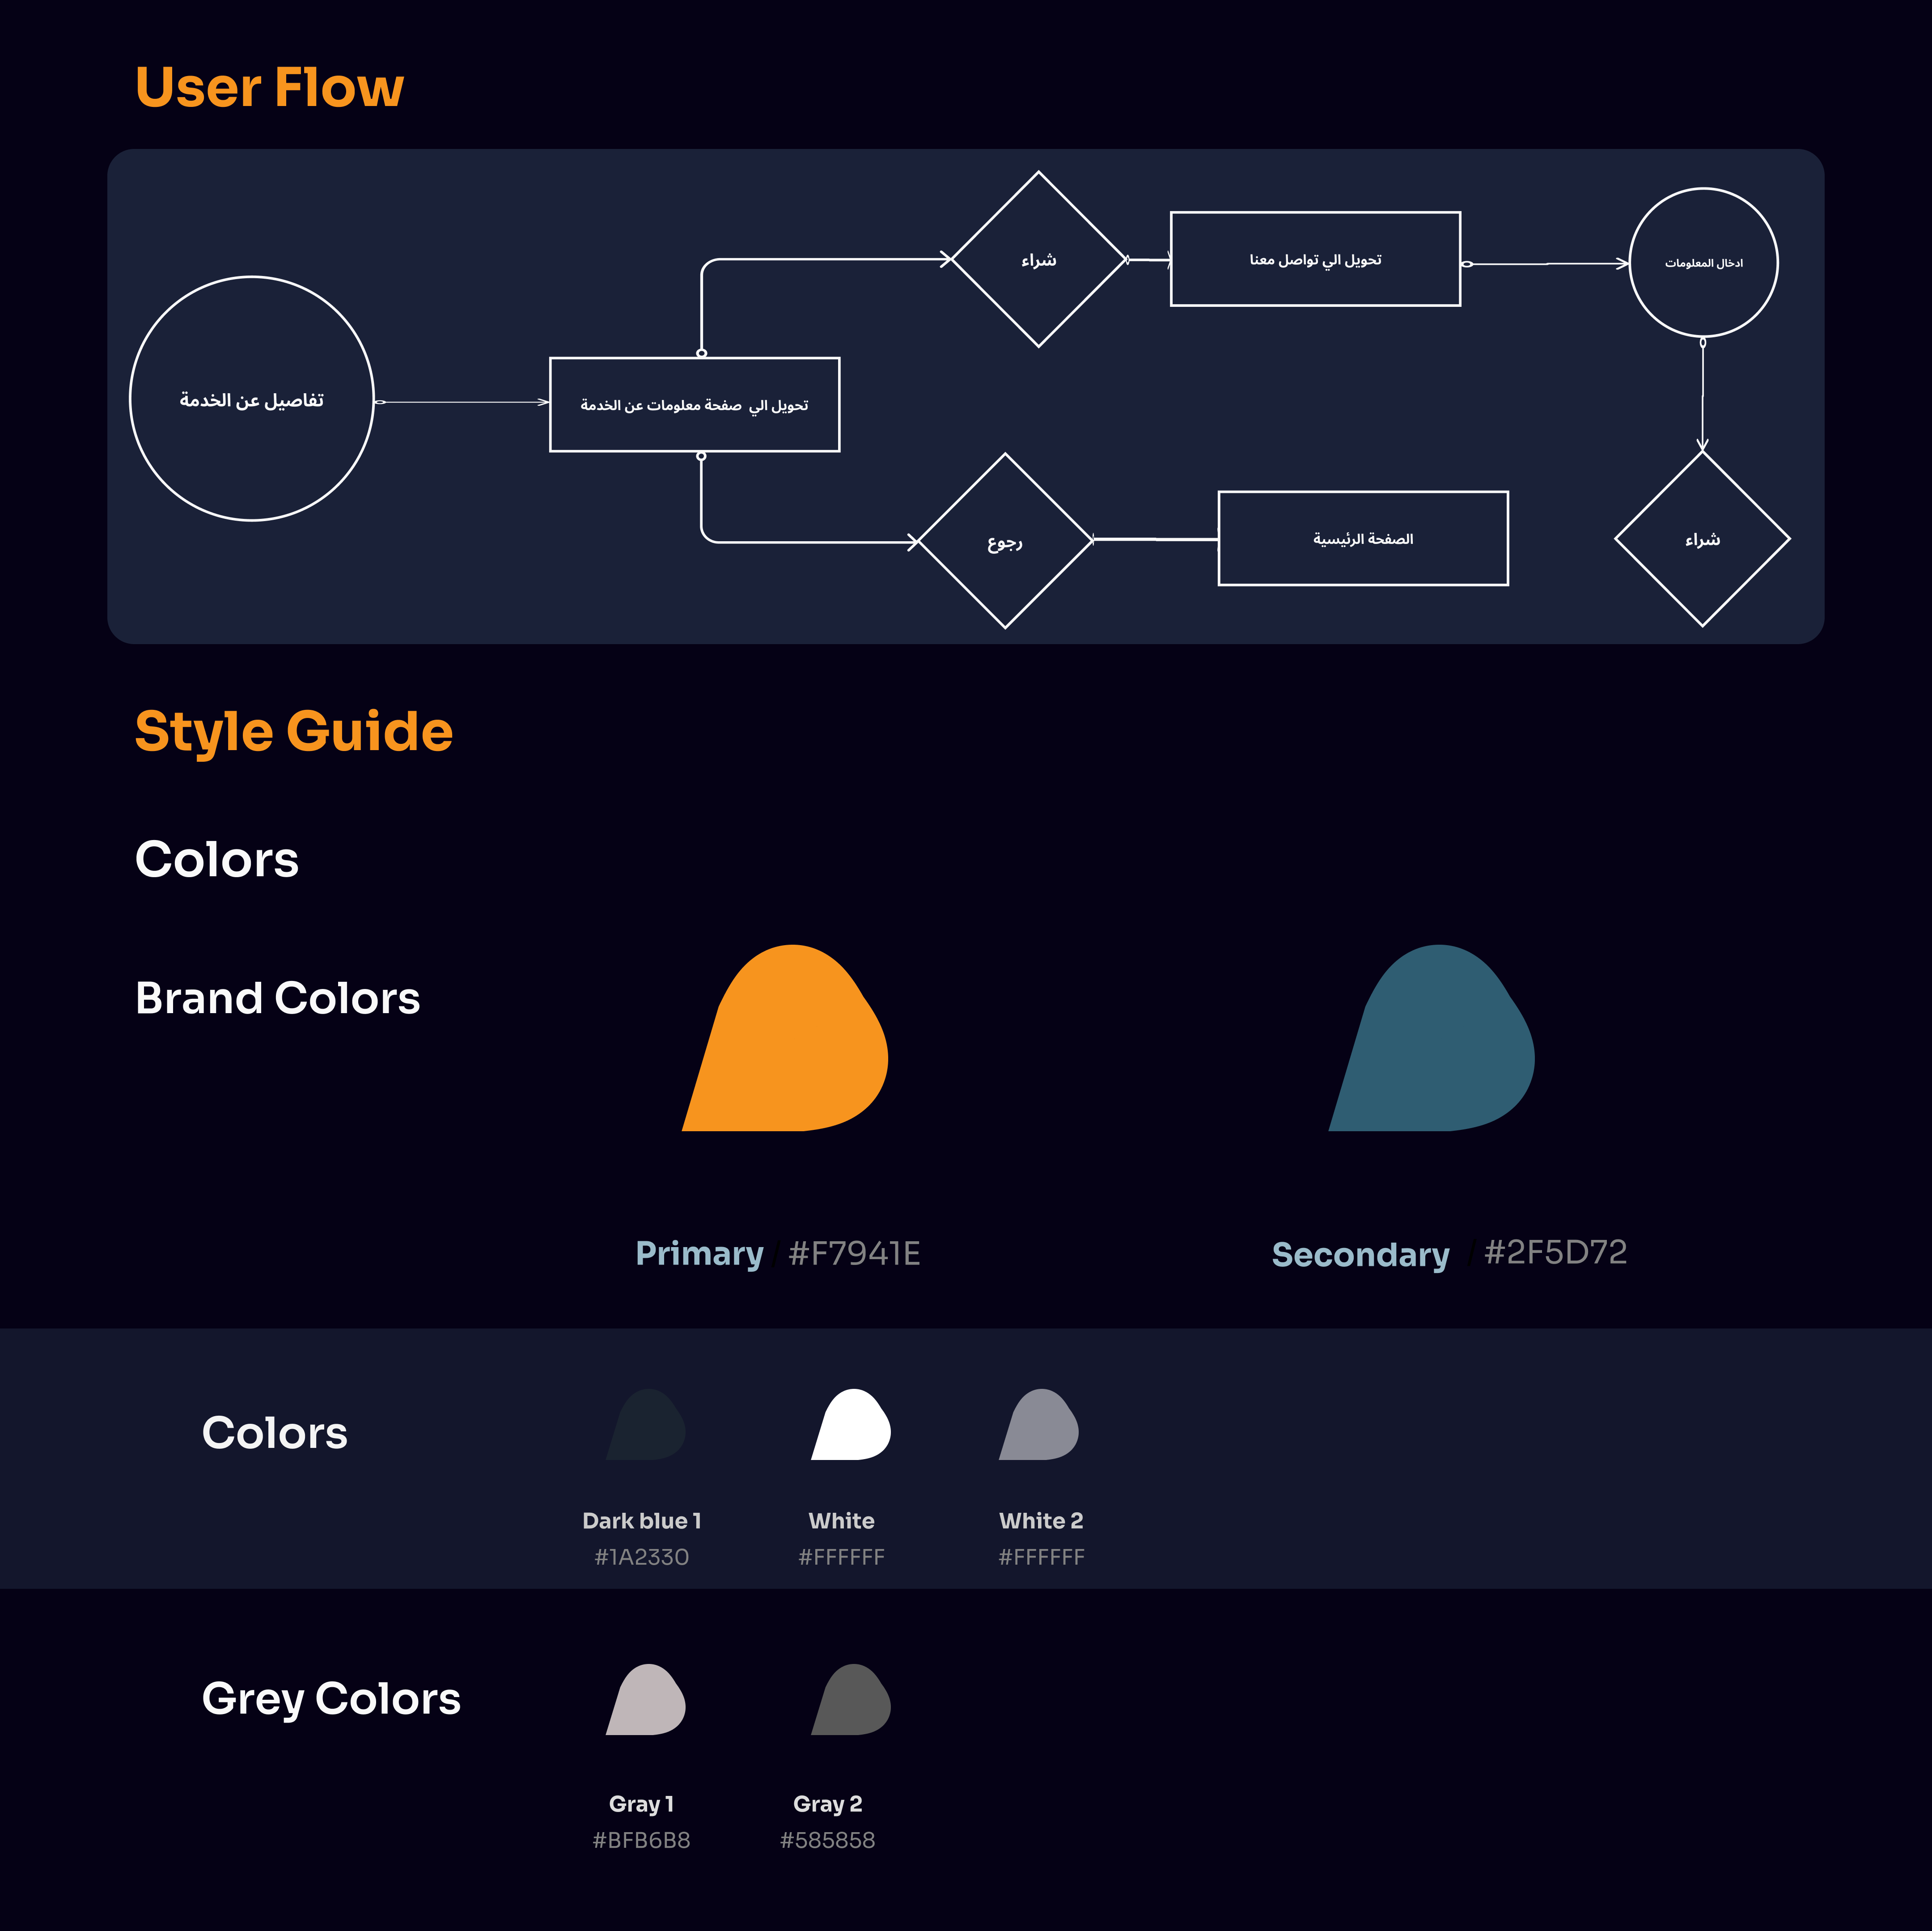 User Flow
تفاصيل عن الخدمة
تحويل الي صفحة معلومات عن الخدمة
شراء
تحويل الي تواصل معنا
ادخال المعلومات
شراء
رجوع
الصفحة الرئيسية
Style Guide
Colors
Brand Colors
Primary / #F7941E
Secondary / #2F5D72
Colors
Dark blue 1
#1A2330
White
#FFFFFF
White 2
#FFFFFF
Grey Colors
Gray 1
#BFB6B8
Gray 2
#585858